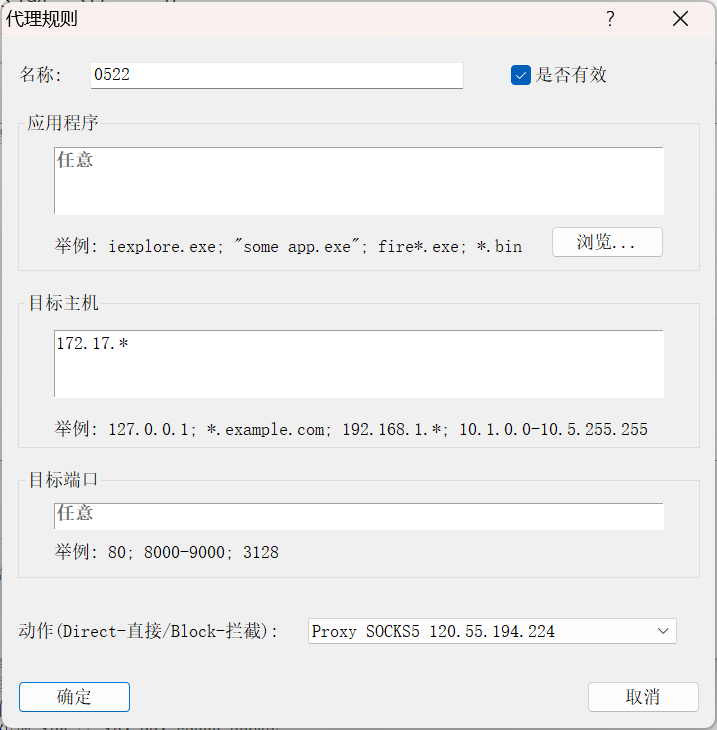 代理规则
?
名称:
0522
是否有效
应用程序
任意
举例: iexplore.exe; "some app.exe"; fire*.exe; *.bin
浏览...
目标主机
172.17.*
举例: 127.0.0.1; *.example.com; 192.168.1.*; 10.1.0.0-10.5.255.255
目标端口
任意
举例: 80; 8000-9000; 3128
动作(Direct-直接/Block-拦截):
Proxy SOCKS5 120.55.194.224
确定
取消